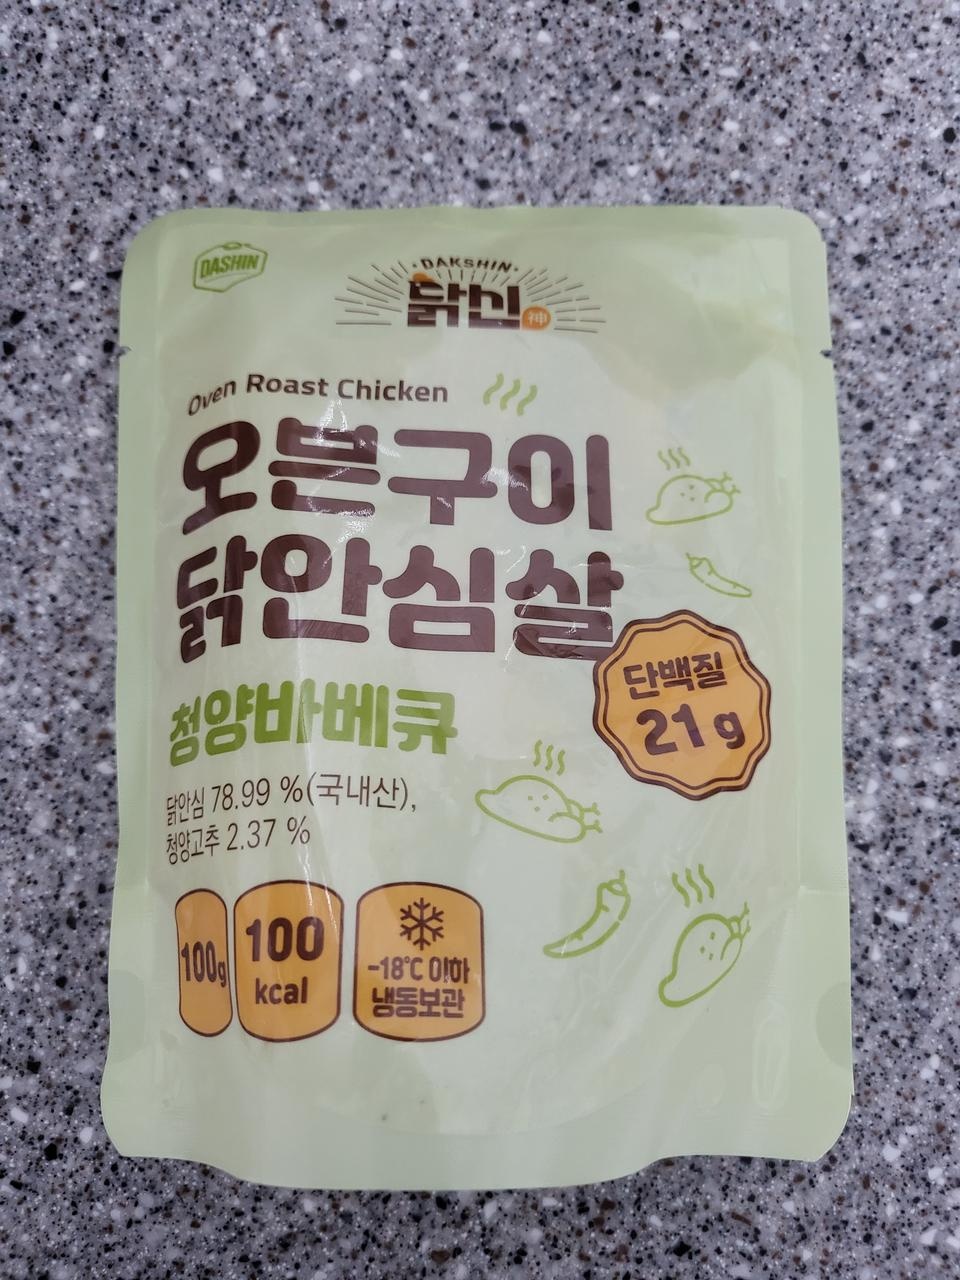 DASHIN
DAKSHIN
닭신 神
Oven Roast Chicken
오븐구이
닭안심살
단백질
21 g
청양바베큐
닭안심 78.99 %(국내산),
청양고추 2.37 %
100g
100
kcal
-18℃ 이하
냉동보관